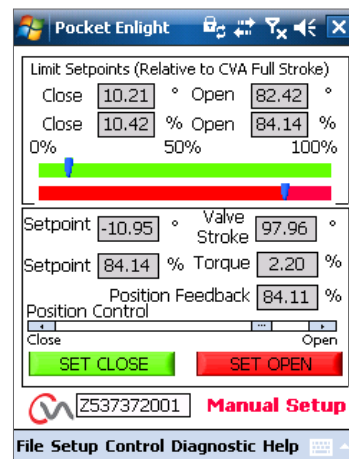 Pocket Enlight
Limit Setpoints (Relative to CVA Full Stroke)
Close 10.21 ° Open 82.42 °
Close 10.42 % Open 84.14 %
0% 50% 100%
Setpoint -10.95 ° Valve Stroke 97.96 °
Setpoint 84.14 % Torque 2.20 %
Position Feedback 84.11 %
Position Control
Close Open
SET CLOSE SET OPEN
Z537372001 Manual Setup
File Setup Control Diagnostic Help